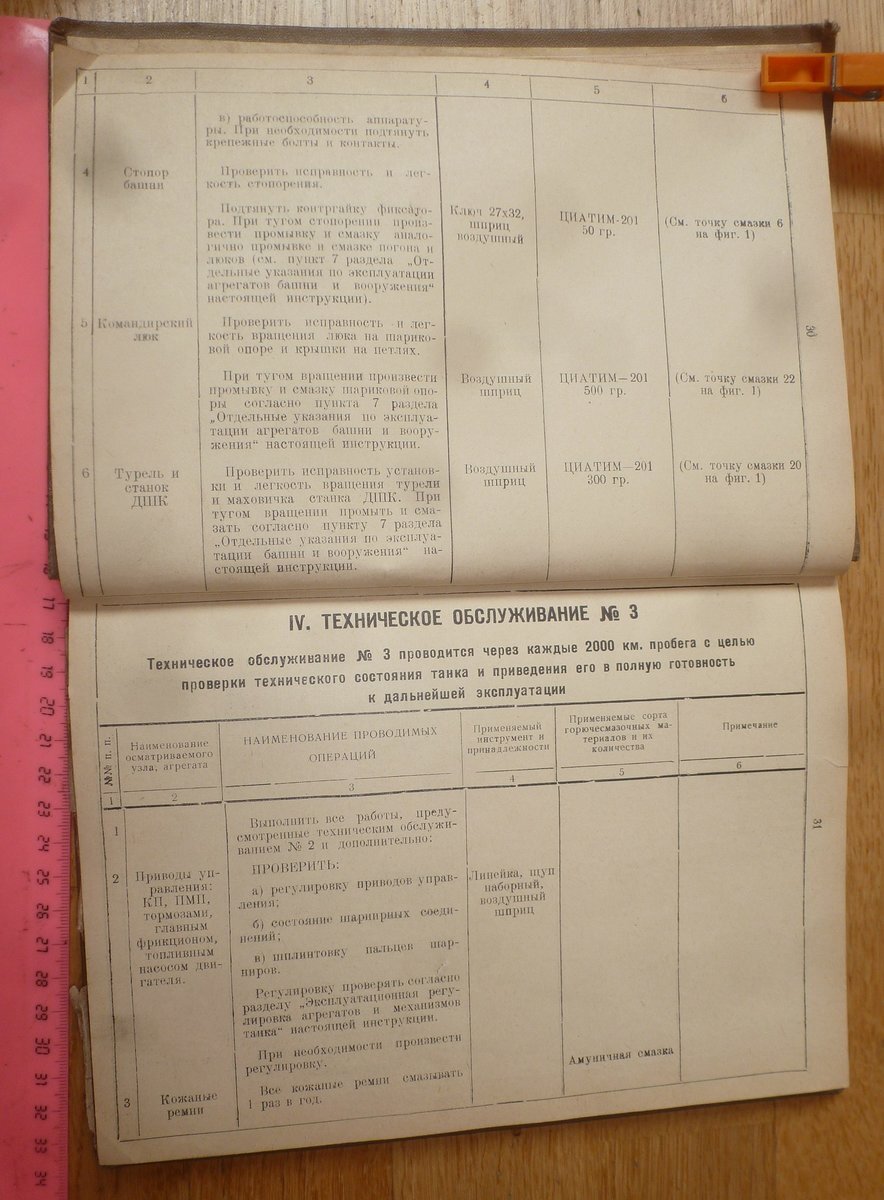 1 2 3 4 5 6
в) работоспособность аппарату-
ры. При необходимости подтянуть
крепежные болты и контакты.
4 Стопор
башни
Проверить исправность и лег-
кость стопорения.
Подтянуть контргайку фиксато-
ра. При тугом стопорении произ-
вести промывку и смазку анало-
гично промывке и смазке погона и
люков (см. пункт 7 раздела „От-
дельные указания по эксплуатации
агрегатов башни и вооружения“
настоящей инструкции).
Ключ 27х32,
шприц
воздушный
ЦИАТИМ-201
50 гр.
(См. точку смазки 6
на фиг. 1)
5 Командирский
люк
Проверить исправность и лег-
кость вращения люка на шарико-
вой опоре и крышки на петлях.
При тугом вращении произвести
промывку и смазку шариковой опо-
ры согласно пункта 7 раздела
„Отдельные указания по эксплуа-
тации агрегатов башни и воору-
жения“ настоящей инструкции.
Воздушный
шприц
ЦИАТИМ—201
500 гр.
(См. точку смазки 22
на фиг. 1)
6 Турель и
станок
ДШК
Проверить исправность установ-
ки и легкость вращения турели
и маховичка станка ДШК. При
тугом вращении промыть и сма-
зать согласно пункту 7 раздела
„Отдельные указания по эксплуа-
тации башни и вооружения“ на-
стоящей инструкции.
Воздушный
шприц
ЦИАТИМ—201
300 гр.
(См. точку смазки 20
на фиг. 1)
30
IV. ТЕХНИЧЕСКОЕ ОБСЛУЖИВАНИЕ № 3
Техническое обслуживание № 3 проводится через каждые 2000 км. пробега с целью
проверки технического состояния танка и приведения его в полную готовность
к дальнейшей эксплуатации
№№ п. п.
Наименование
осматриваемого
узла, агрегата
НАИМЕНОВАНИЕ ПРОВОДИМЫХ
ОПЕРАЦИЙ
Применяемый
инструмент и
принадлежности
Применяемые сорта
горючесмазочных ма-
териалов и их
количества
Примечание
1 2 3 4 5 6
1
Выполнить все работы, преду-
смотренные техническим обслужи-
ванием № 2 и дополнительно:
2 Приводы уп-
равления:
КП, ПМП,
тормозами,
главным
фрикционом,
топливным
насосом дви-
гателя.
ПРОВЕРИТЬ:
а) регулировку приводов управ-
ления;
б) состояние шарнирных соеди-
нений;
в) шплинтовку пальцев шар-
ниров.
Регулировку проверять согласно
разделу „Эксплуатационная регу-
лировка агрегатов и механизмов
танка“ настоящей инструкции.
При необходимости произвести
регулировку.
Линейка, щуп
наборный,
воздушный
шприц
3 Кожаные
ремни
Все кожаные ремни смазывать
1 раз в год.
Амуничная смазка
31
17
18
19
20
21
22
23
24
25
26
27
28
29
30
31
32
33
34